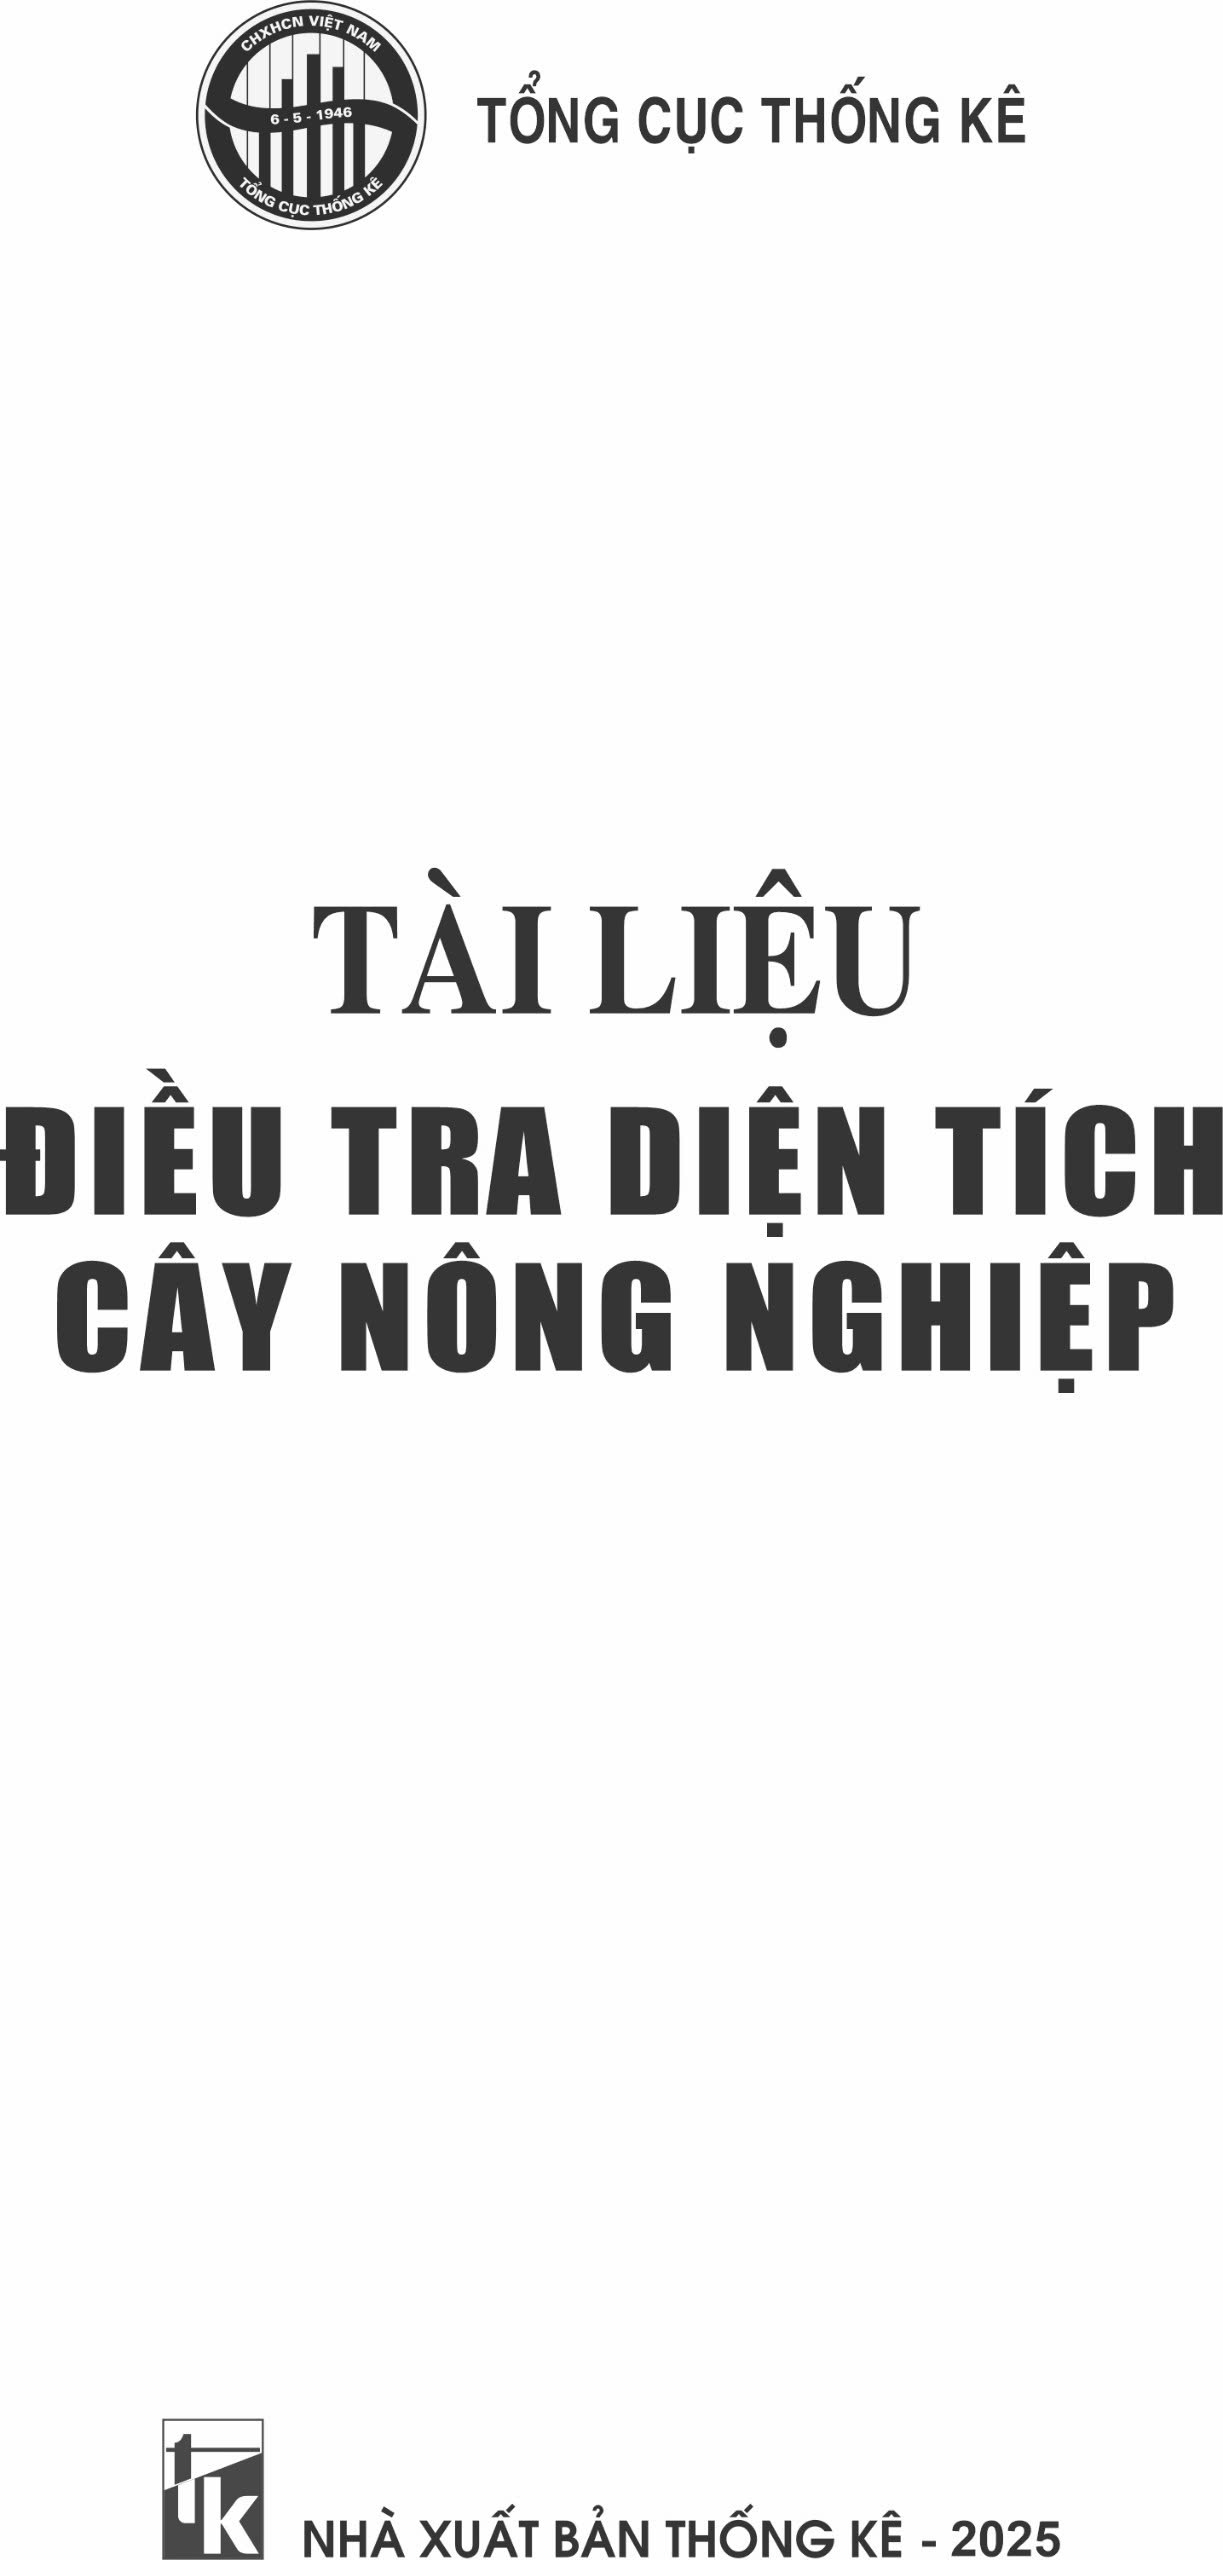 CHXHCN VIỆT NAM
6 - 5 - 1946
TỔNG CỤC THỐNG KÊ
TỔNG CỤC THỐNG KÊ
TÀI LIỆU
ĐIỀU TRA DIỆN TÍCH
CÂY NÔNG NGHIỆP
tk
NHÀ XUẤT BẢN THỐNG KÊ - 2025